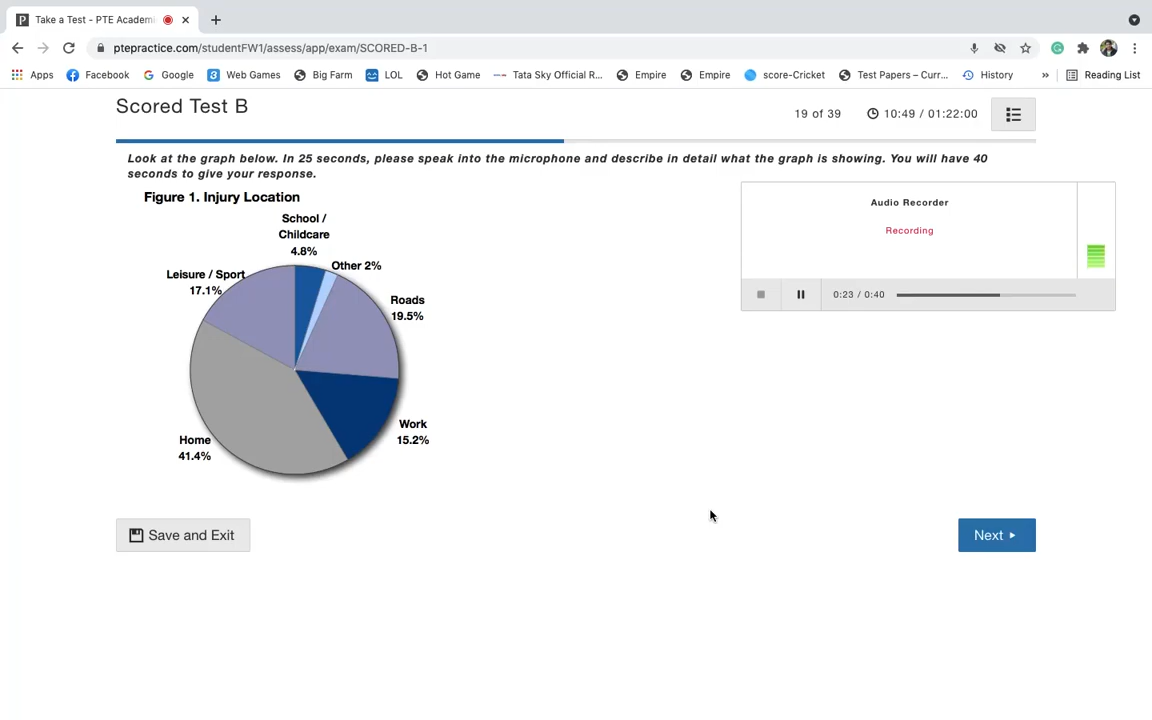 Take a Test - PTE Academi
ptepractice.com/studentFW1/assess/app/exam/SCORED-B-1
Apps Facebook Google Web Games Big Farm LOL Hot Game Tata Sky Official R... Empire Empire score-Cricket Test Papers – Curr... History » Reading List
Scored Test B
19 of 39
10:49 / 01:22:00
Look at the graph below. In 25 seconds, please speak into the microphone and describe in detail what the graph is showing. You will have 40
seconds to give your response.
Figure 1. Injury Location
School /
Childcare
4.8%
Other 2%
Leisure / Sport
17.1%
Roads
19.5%
Work
15.2%
Home
41.4%
Audio Recorder
Recording
0:23 / 0:40
Save and Exit
Next